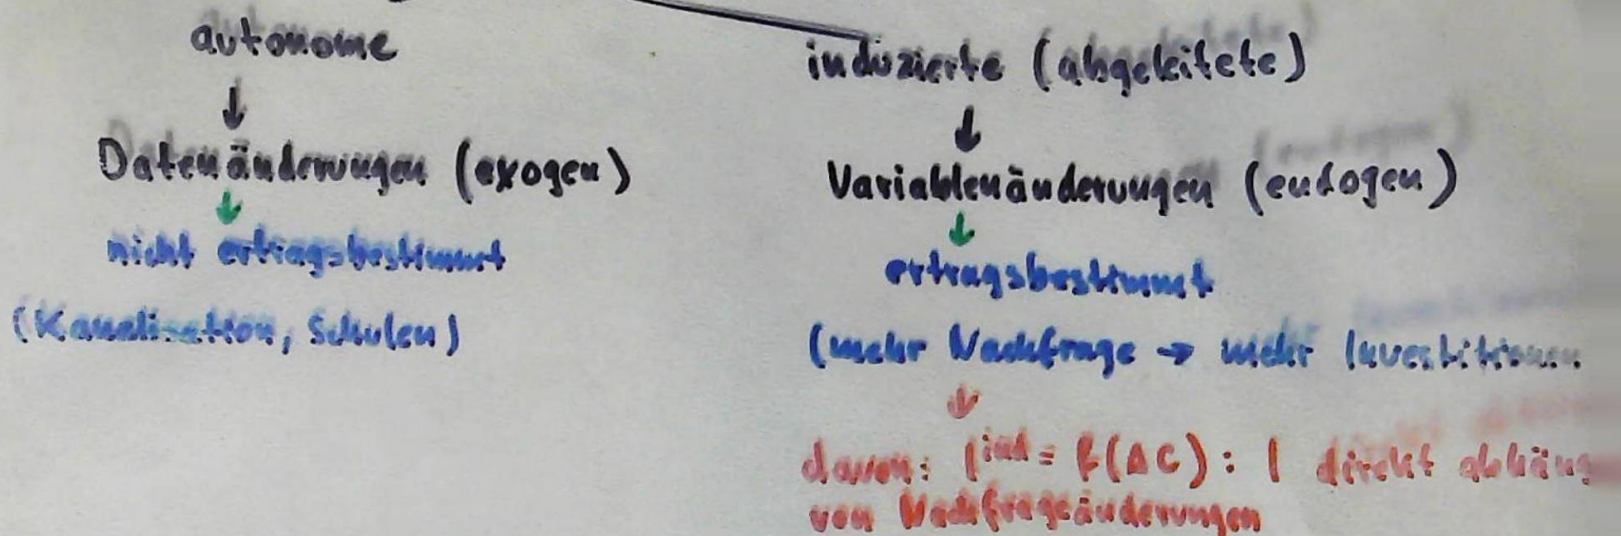 autonome
induzierte (abgeleitete)
↓
↓
Datenänderungen (exogen)
Variablenänderungen (endogen)
↓
↓
nicht ertragsbestimmt
ertragsbestimmt
(Kanalisation, Schulen)
(mehr Nachfrage → mehr Investitionen
↓
davon: I^ind = f(ΔC): I direkt abhäng
von Nachfrageänderungen